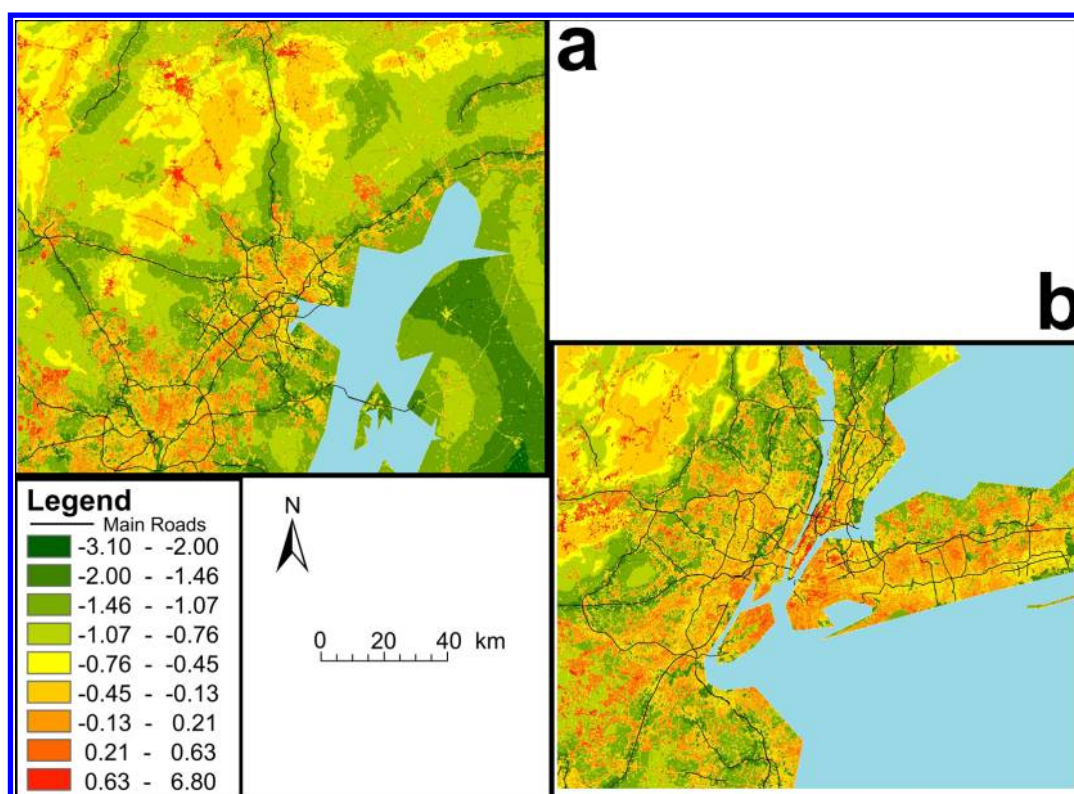 a
b
Legend
Main Roads
-3.10 - -2.00
-2.00 - -1.46
-1.46 - -1.07
-1.07 - -0.76
-0.76 - -0.45
-0.45 - -0.13
-0.13 - 0.21
0.21 - 0.63
0.63 - 6.80
N
0 20 40 km